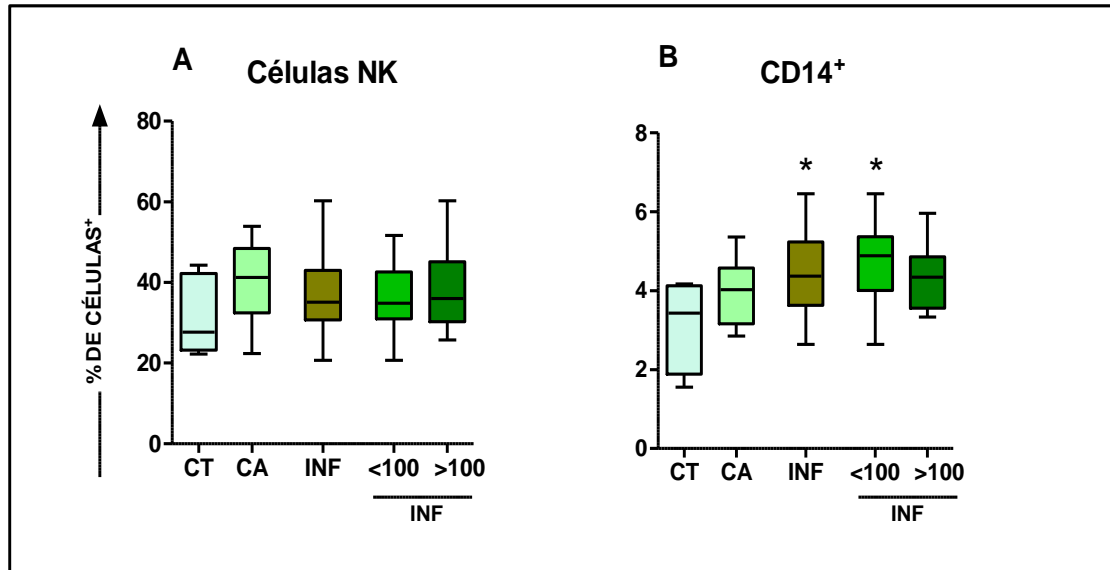 A
Células NK
% DE CÉLULAS⁺
80
60
40
20
0
CT CA INF <100 >100
INF
B
CD14⁺
8
6
4
2
0
* *
CT CA INF <100 >100
INF